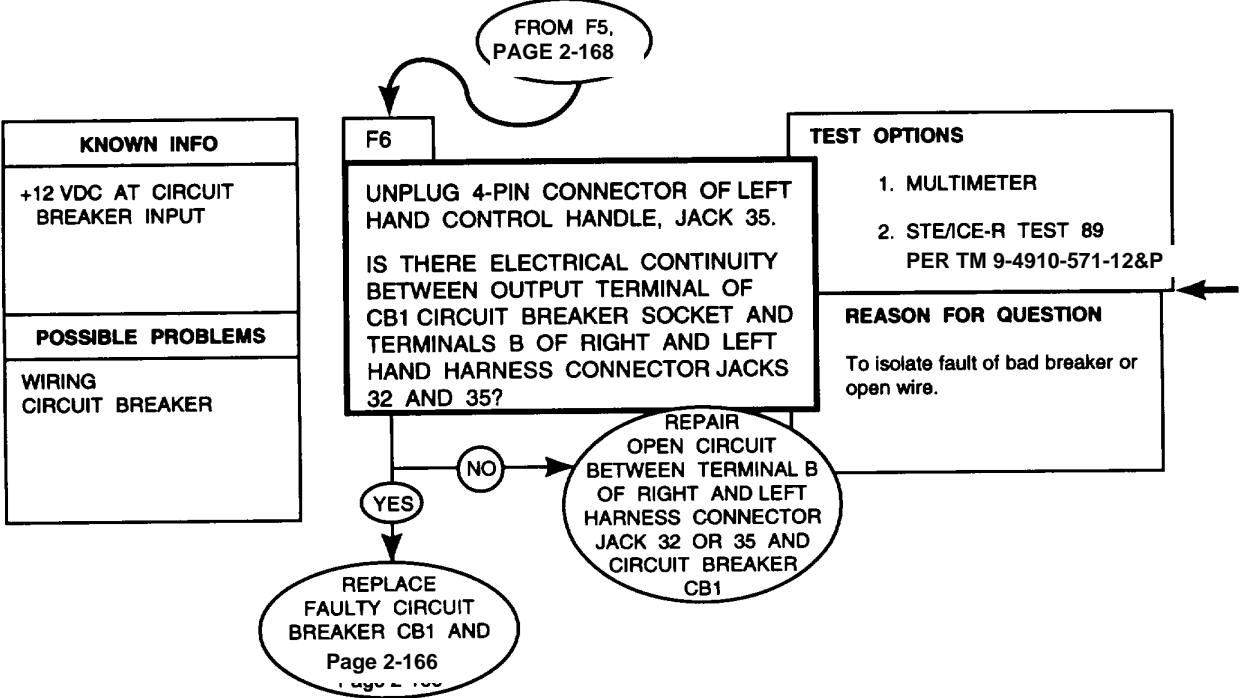 FROM F5,
PAGE 2-168
KNOWN INFO
+12 VDC AT CIRCUIT
BREAKER INPUT
POSSIBLE PROBLEMS
WIRING
CIRCUIT BREAKER
F6
UNPLUG 4-PIN CONNECTOR OF LEFT
HAND CONTROL HANDLE, JACK 35.
IS THERE ELECTRICAL CONTINUITY
BETWEEN OUTPUT TERMINAL OF
CB1 CIRCUIT BREAKER SOCKET AND
TERMINALS B OF RIGHT AND LEFT
HAND HARNESS CONNECTOR JACKS
32 AND 35?
TEST OPTIONS
1. MULTIMETER
2. STE/ICE-R TEST 89
PER TM 9-4910-571-12&P
REASON FOR QUESTION
To isolate fault of bad breaker or
open wire.
NO
REPAIR
OPEN CIRCUIT
BETWEEN TERMINAL B
OF RIGHT AND LEFT
HARNESS CONNECTOR
JACK 32 OR 35 AND
CIRCUIT BREAKER
CB1
YES
REPLACE
FAULTY CIRCUIT
BREAKER CB1 AND
Page 2-166